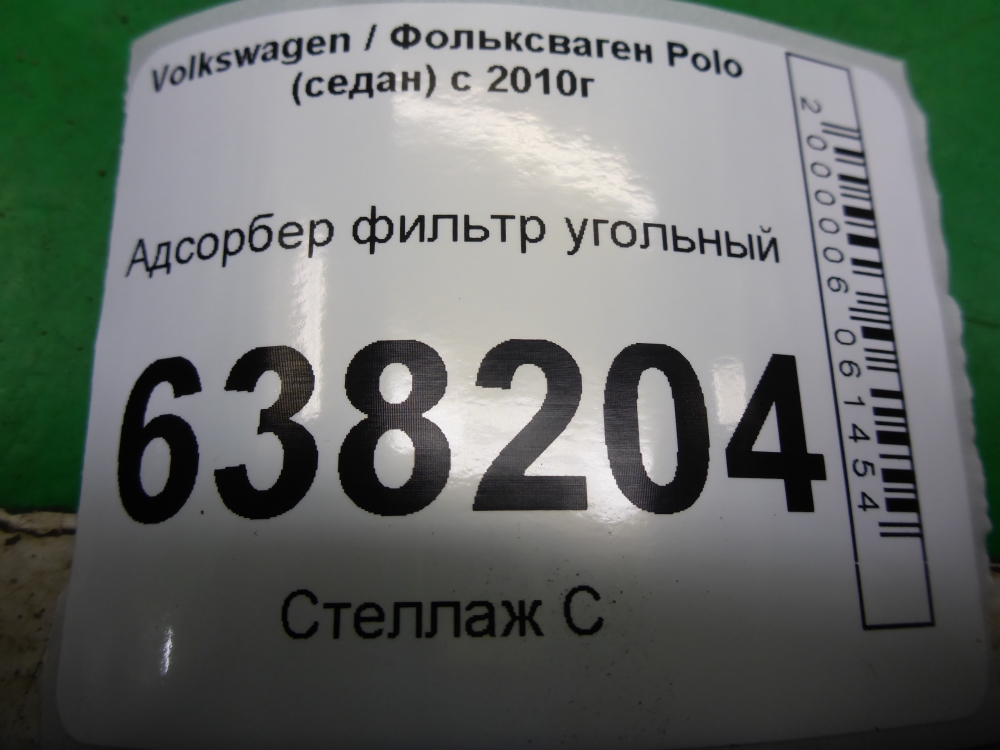 Volkswagen / Фольксваген Polo
(седан) с 2010г
Адсорбер фильтр угольный
638204
Стеллаж С
2000006061454